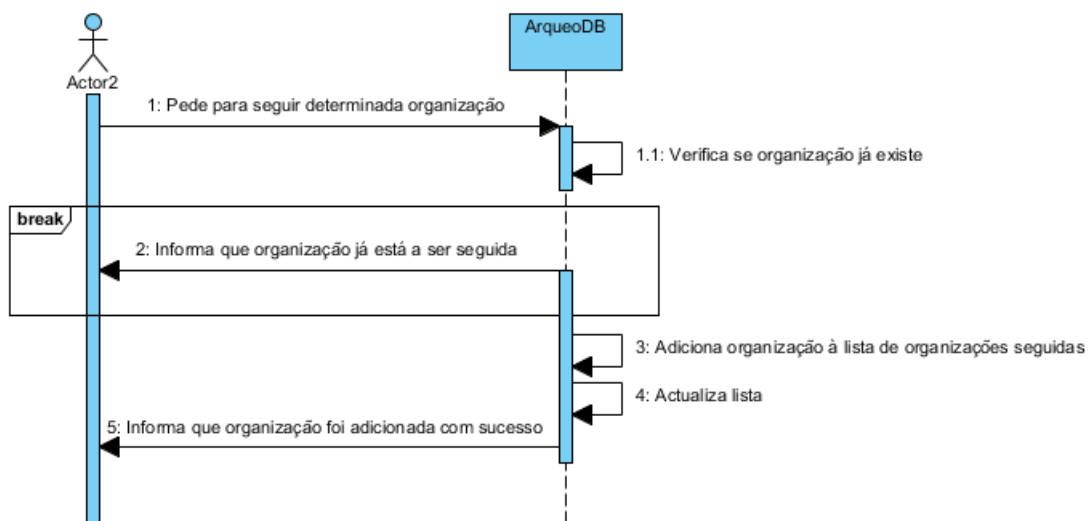 ArqueoDB
Actor2
1: Pede para seguir determinada organização
1.1: Verifica se organização já existe
break
2: Informa que organização já está a ser seguida
3: Adiciona organização à lista de organizações seguidas
4: Actualiza lista
5: Informa que organização foi adicionada com sucesso